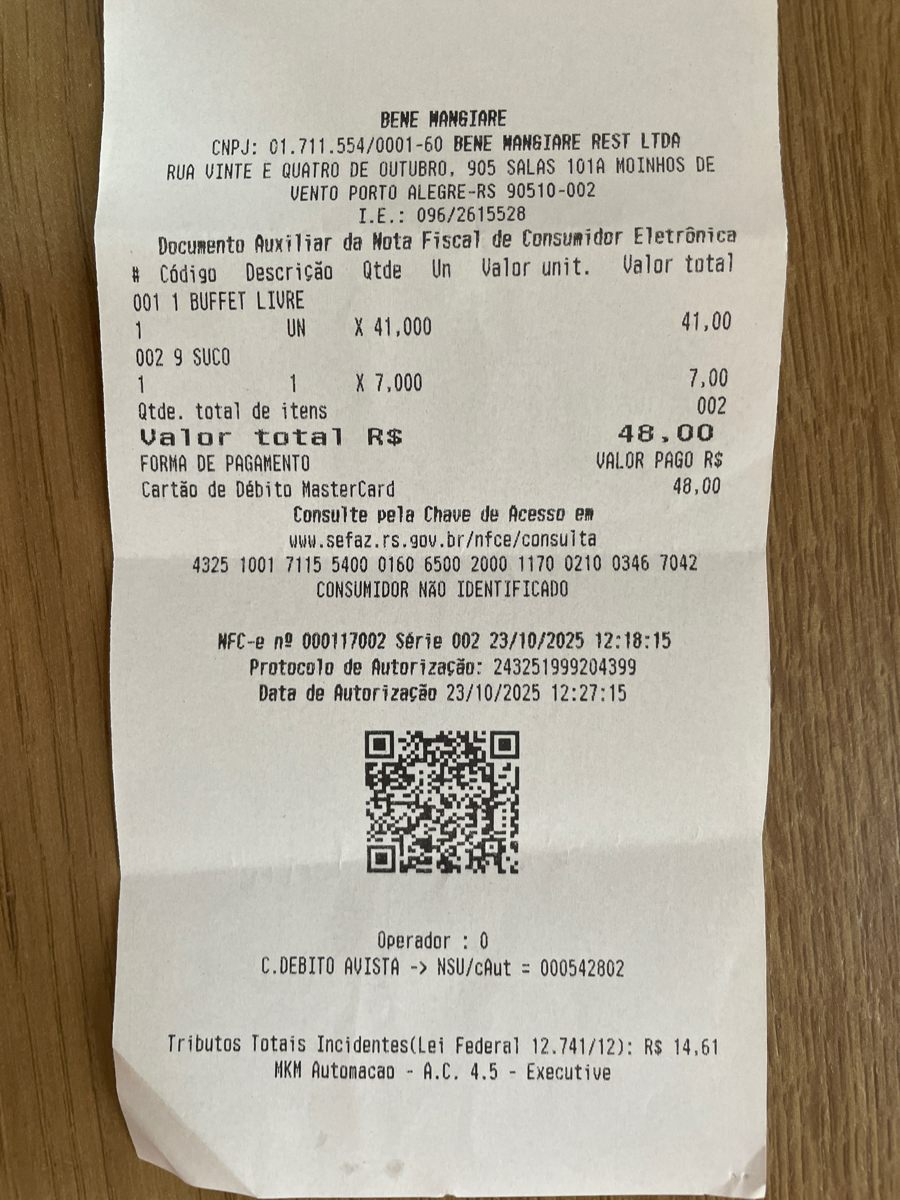 BENE MANGIARE
CNPJ: 01.711.554/0001-60 BENE MANGIARE REST LTDA
RUA VINTE E QUATRO DE OUTUBRO, 905 SALAS 101A MOINHOS DE
VENTO PORTO ALEGRE-RS 90510-002
I.E.: 096/2615528
Documento Auxiliar da Nota Fiscal de Consumidor Eletrônica
# Código Descrição Qtde Un Valor unit. Valor total
001 1 BUFFET LIVRE
1 UN X 41,000 41,00
002 9 SUCO
1 1 X 7,000 7,00
Qtde. total de itens 002
Valor total R$ 48,00
FORMA DE PAGAMENTO VALOR PAGO R$
Cartão de Débito MasterCard 48,00
Consulte pela Chave de Acesso em
www.sefaz.rs.gov.br/nfce/consulta
4325 1001 7115 5400 0160 6500 2000 1170 0210 0346 7042
CONSUMIDOR NÃO IDENTIFICADO
NFC-e nº 000117002 Série 002 23/10/2025 12:18:15
Protocolo de Autorização: 243251999204399
Data de Autorização 23/10/2025 12:27:15
Operador : 0
C.DEBITO AVISTA -> NSU/cAut = 000542802
Tributos Totais Incidentes(Lei Federal 12.741/12): R$ 14,61
MKM Automacao - A.C. 4.5 - Executive